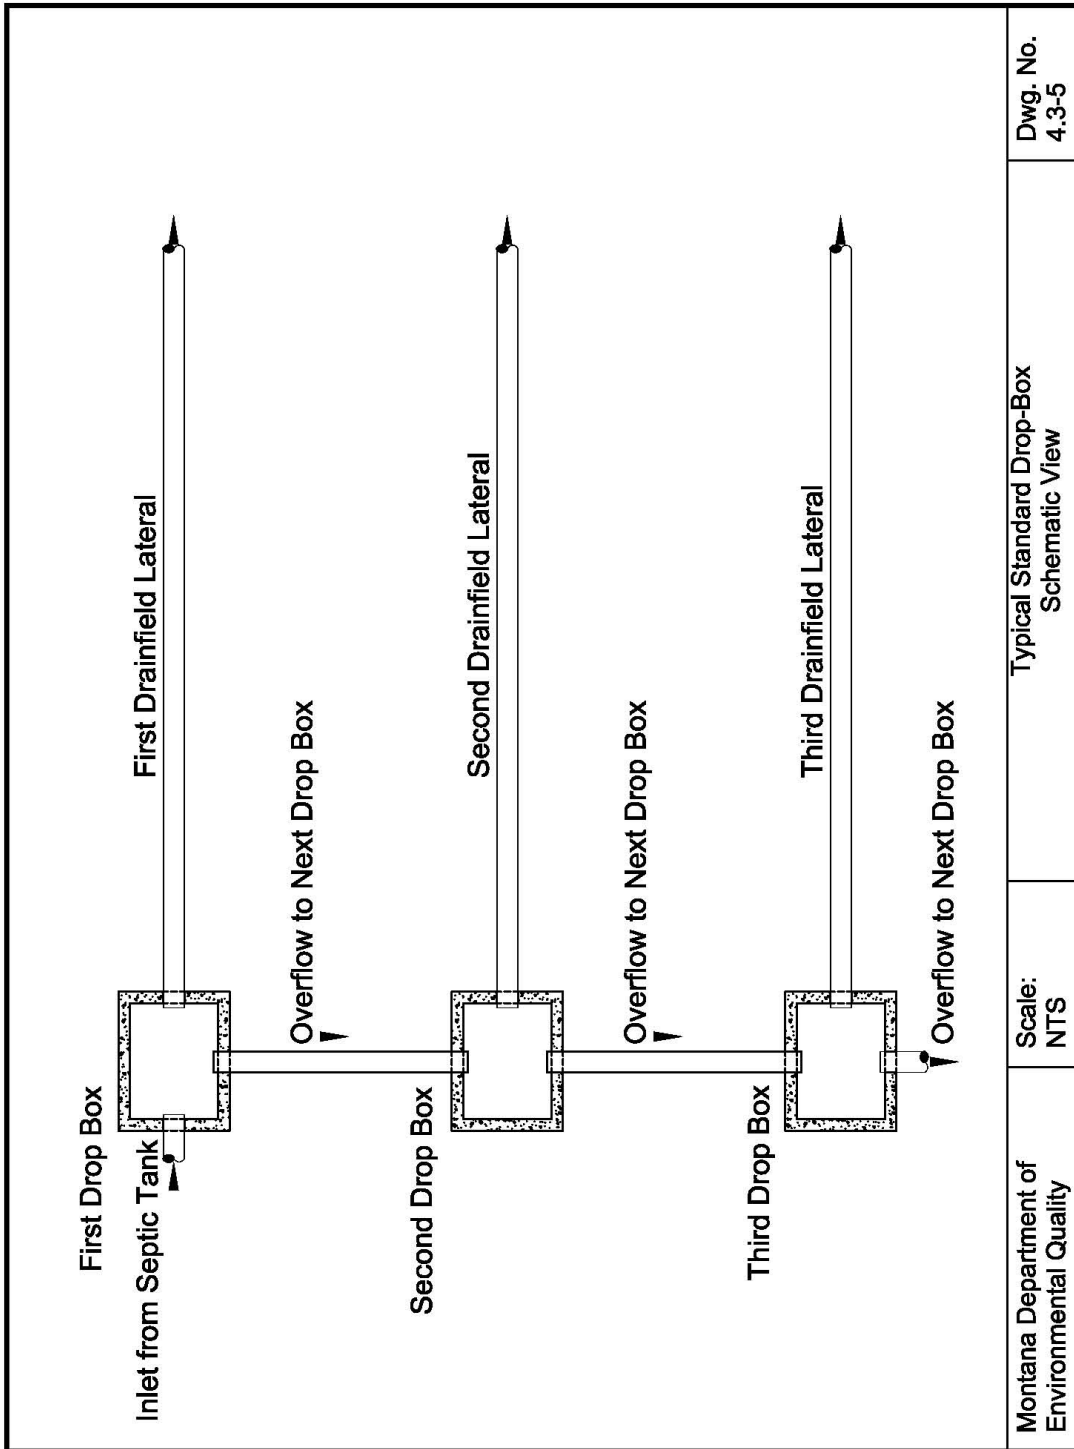 First Drop Box
Inlet from Septic Tank
First Drainfield Lateral
Overflow to Next Drop Box
Second Drop Box
Second Drainfield Lateral
Overflow to Next Drop Box
Third Drop Box
Third Drainfield Lateral
Overflow to Next Drop Box
Montana Department of
Environmental Quality
Scale:
NTS
Typical Standard Drop-Box
Schematic View
Dwg. No.
4.3-5